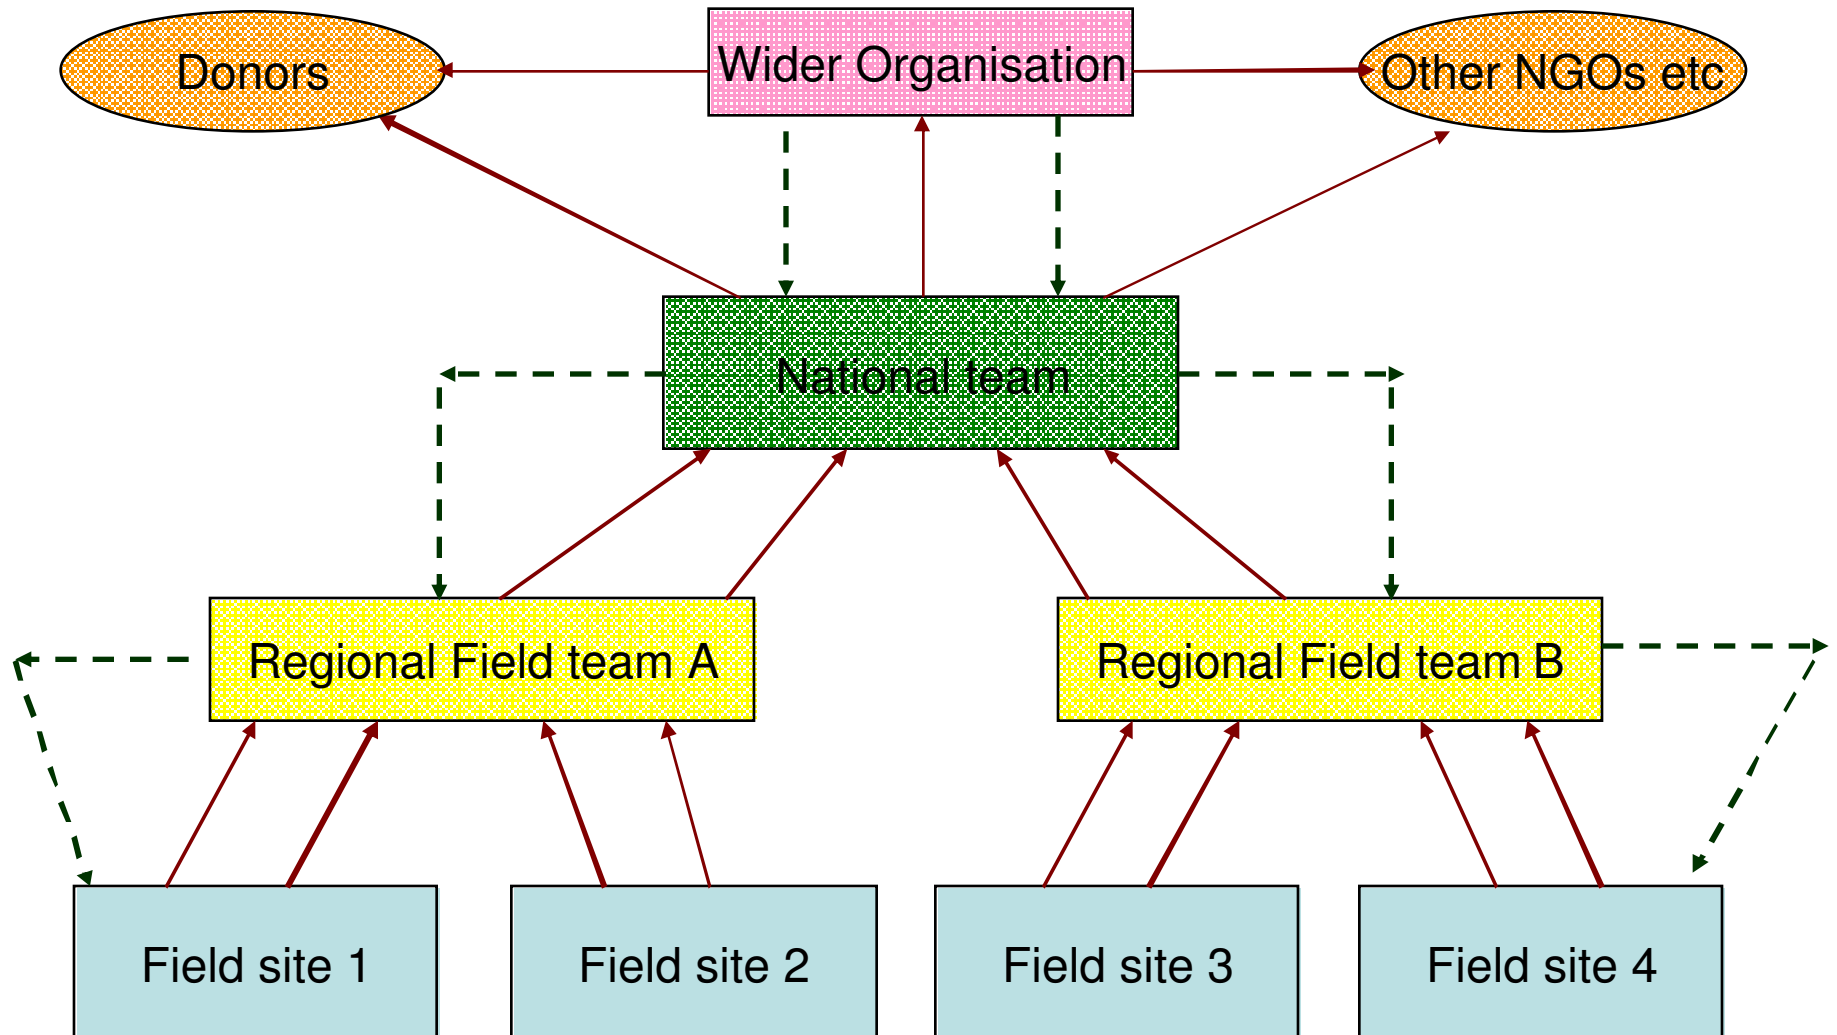 Donors
Wider Organisation
Other NGOs etc
National team
Regional Field team A
Regional Field team B
Field site 1
Field site 2
Field site 3
Field site 4